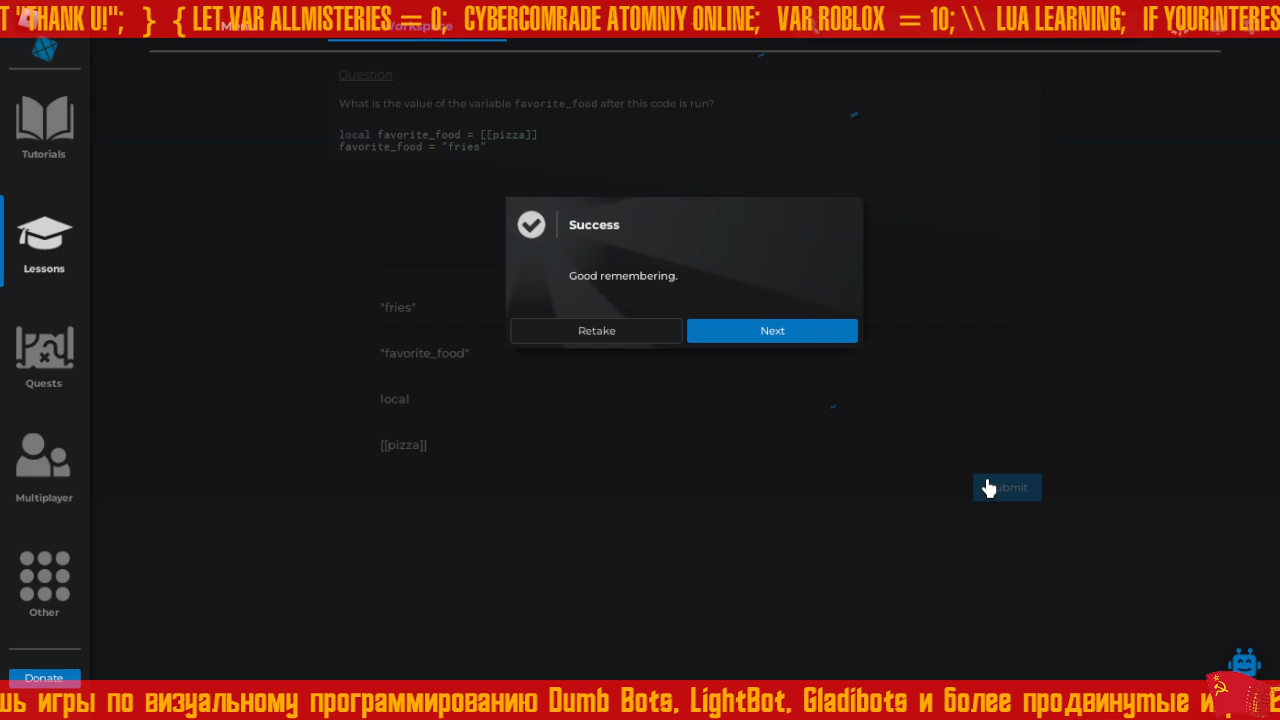 T "THANK U!";   }   { LET VAR ALLMISTERIES == 0;   CYBERCOMRADE ATOMNIY ONLINE;   VAR ROBLOX == 10; \\ LUA LEARNING;   IF YOURINTERES
Question
What is the value of the variable favorite_food after this code is run?
local favorite_food = [[pizza]]
favorite_food = "fries"
Tutorials
Lessons
Quests
Multiplayer
Other
Donate
Success
Good remembering.
Retake
Next
"fries"
"favorite_food"
local
[[pizza]]
Submit
шь игры по визуальному программированию Dumb Bots, LightBot, Gladibots и более продвинутые и